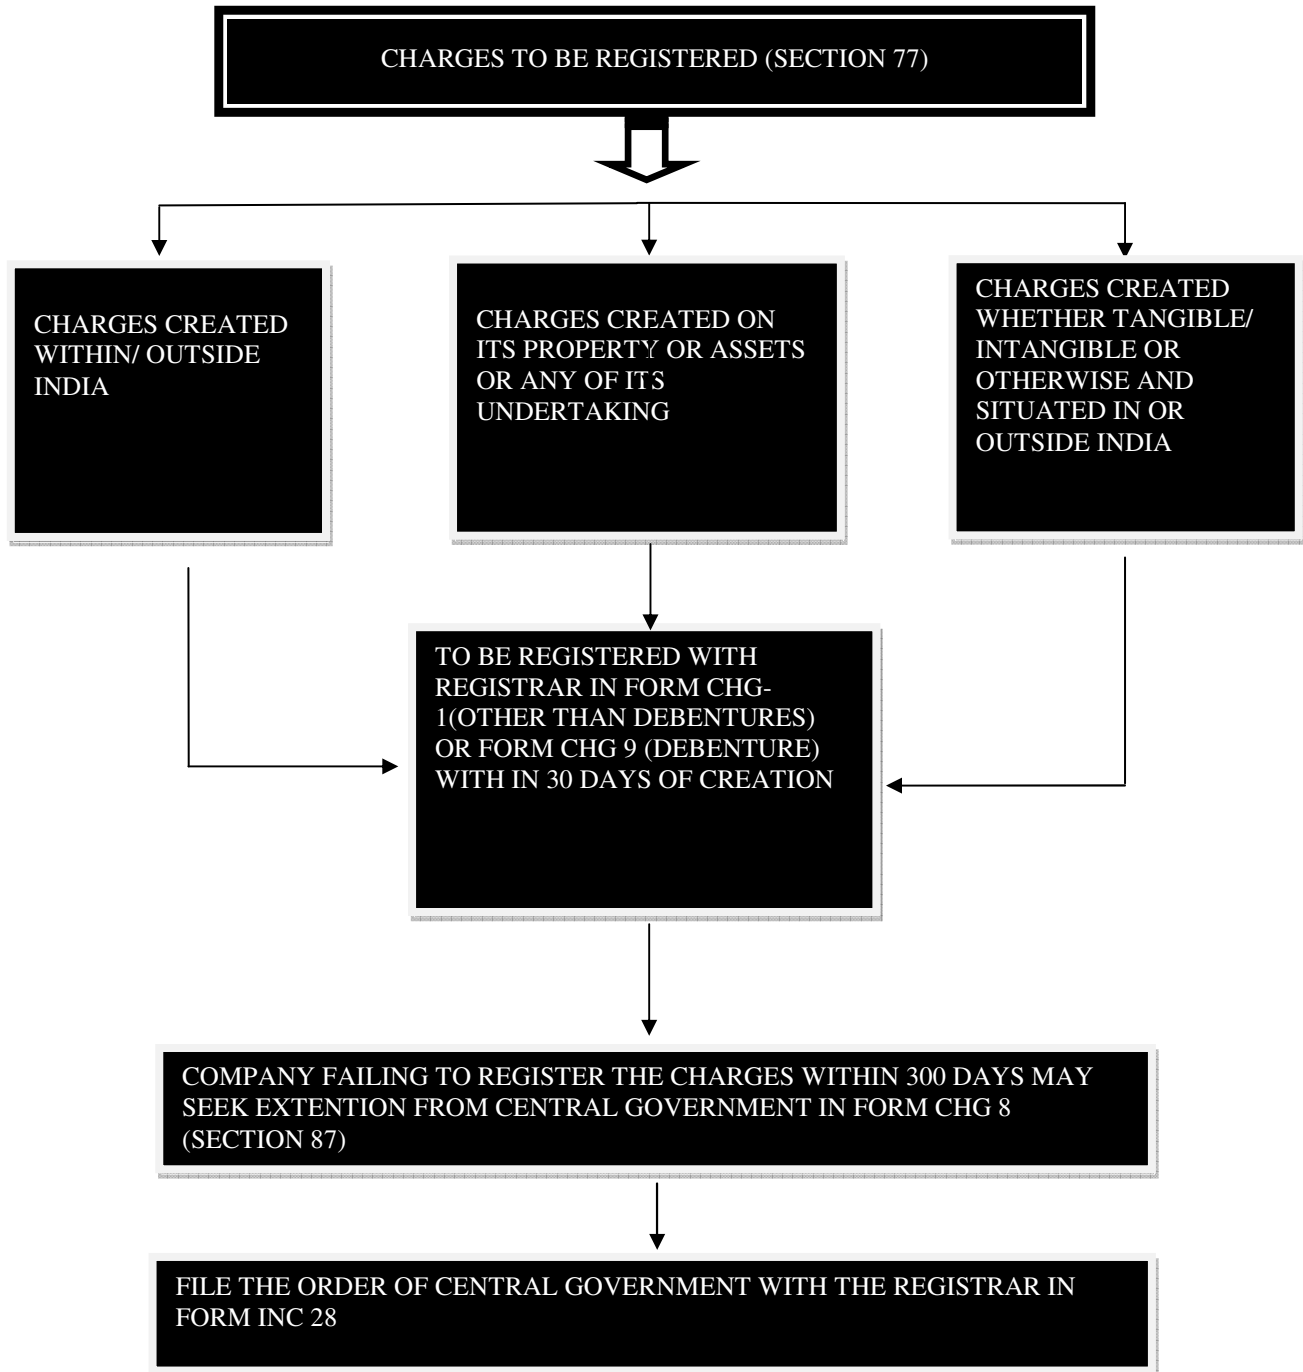 CHARGES TO BE REGISTERED (SECTION 77)
CHARGES CREATED
WITHIN/ OUTSIDE
INDIA
CHARGES CREATED ON
ITS PROPERTY OR ASSETS
OR ANY OF ITS
UNDERTAKING
CHARGES CREATED
WHETHER TANGIBLE/
INTANGIBLE OR
OTHERWISE AND
SITUATED IN OR
OUTSIDE INDIA
TO BE REGISTERED WITH
REGISTRAR IN FORM CHG-
1(OTHER THAN DEBENTURES)
OR FORM CHG 9 (DEBENTURE)
WITH IN 30 DAYS OF CREATION
COMPANY FAILING TO REGISTER THE CHARGES WITHIN 300 DAYS MAY
SEEK EXTENTION FROM CENTRAL GOVERNMENT IN FORM CHG 8
(SECTION 87)
FILE THE ORDER OF CENTRAL GOVERNMENT WITH THE REGISTRAR IN
FORM INC 28